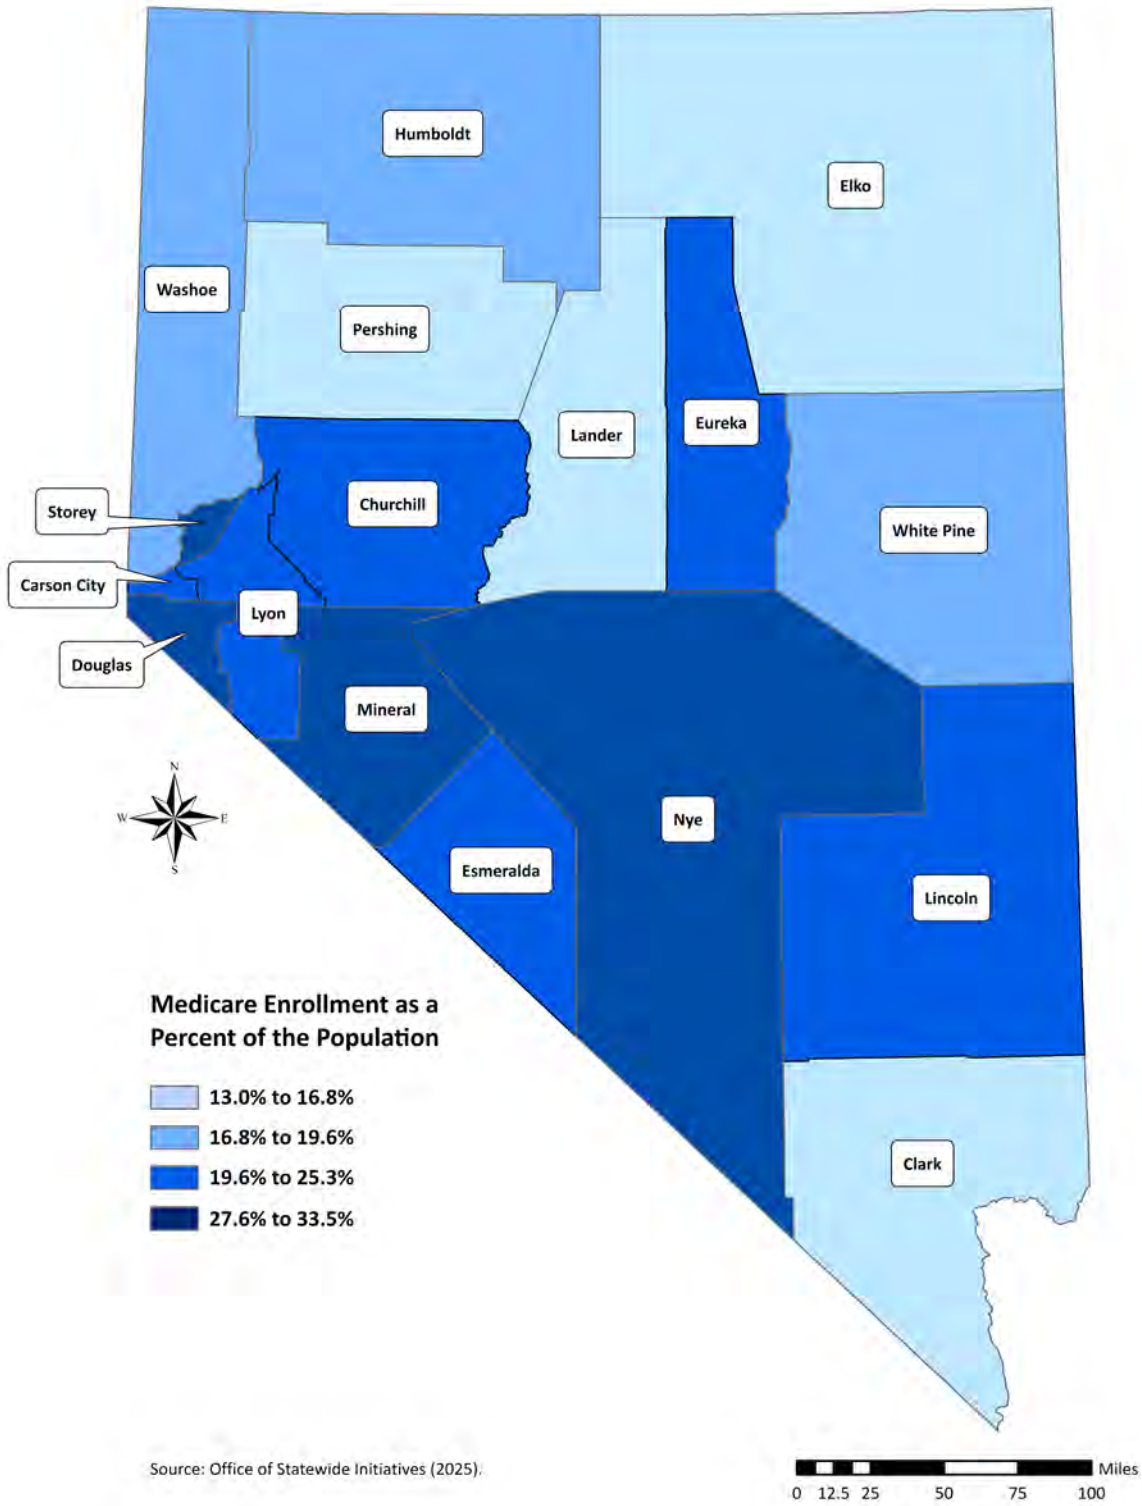 Humboldt
Elko
Washoe
Pershing
Lander
Eureka
Churchill
Storey
White Pine
Carson City
Lyon
Douglas
Mineral
Nye
Esmeralda
Lincoln
Clark
N
W
E
S
Medicare Enrollment as a
Percent of the Population
13.0% to 16.8%
16.8% to 19.6%
19.6% to 25.3%
27.6% to 33.5%
Source: Office of Statewide Initiatives (2025).
Miles
0 12.5 25 50 75 100